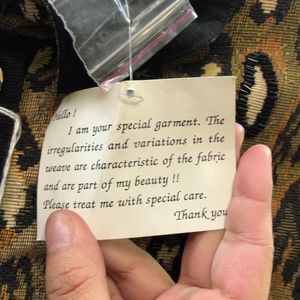 Hello !
I am your special garment. The
irregularities and variations in the
weave are characteristic of the fabric
and are part of my beauty !!
Please treat me with special care.
Thank you